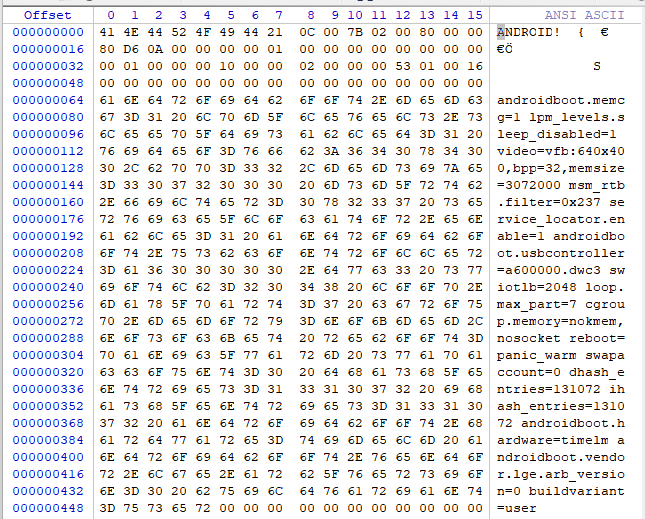 Offset 0 1 2 3 4 5 6 7 8 9 10 11 12 13 14 15 ANSI ASCII
000000000 41 4E 44 52 4F 49 44 21 0C 00 7B 02 00 80 00 00 ANDROID! { €
000000016 80 D6 0A 00 00 00 00 01 00 00 00 00 00 00 00 00 €Ö
000000032 00 01 00 00 00 10 00 00 02 00 00 00 53 01 00 16 S
000000048 00 00 00 00 00 00 00 00 00 00 00 00 00 00 00 00
000000064 61 6E 64 72 6F 69 64 62 6F 6F 74 2E 6D 65 6D 63 androidboot.memc
000000080 67 3D 31 20 6C 70 6D 5F 6C 65 76 65 6C 73 2E 73 g=1 lpm_levels.s
000000096 6C 65 65 70 5F 64 69 73 61 62 6C 65 64 3D 31 20 leep_disabled=1
000000112 76 69 64 65 6F 3D 76 66 62 3A 36 34 30 78 34 30 video=vfb:640x40
000000128 30 2C 62 70 70 3D 33 32 2C 6D 65 6D 73 69 7A 65 0,bpp=32,memsize
000000144 3D 33 30 37 32 30 30 30 20 6D 73 6D 5F 72 74 62 =3072000 msm_rtb
000000160 2E 66 69 6C 74 65 72 3D 30 78 32 33 37 20 73 65 .filter=0x237 se
000000176 72 76 69 63 65 5F 6C 6F 63 61 74 6F 72 2E 65 6E rvice_locator.en
000000192 61 62 6C 65 3D 31 20 61 6E 64 72 6F 69 64 62 6F able=1 androidbo
000000208 6F 74 2E 75 73 62 63 6F 6E 74 72 6F 6C 6C 65 72 ot.usbcontroller
000000224 3D 61 36 30 30 30 30 30 2E 64 77 63 33 20 73 77 =a600000.dwc3 sw
000000240 69 6F 74 6C 62 3D 32 30 34 38 20 6C 6F 6F 70 2E iotlb=2048 loop.
000000256 6D 61 78 5F 70 61 72 74 3D 37 20 63 67 72 6F 75 max_part=7 cgrou
000000272 70 2E 6D 65 6D 6F 72 79 3D 6E 6F 6B 6D 65 6D 2C p.memory=nokmem,
000000288 6E 6F 73 6F 63 6B 65 74 20 72 65 62 6F 6F 74 3D nosocket reboot=
000000304 70 61 6E 69 63 5F 77 61 72 6D 20 73 77 61 70 61 panic_warm swapa
000000320 63 63 6F 75 6E 74 3D 30 20 64 68 61 73 68 5F 65 ccount=0 dhash_e
000000336 6E 74 72 69 65 73 3D 31 33 31 30 37 32 20 69 68 ntries=131072 ih
000000352 61 73 68 5F 65 6E 74 72 69 65 73 3D 31 33 31 30 ash_entries=1310
000000368 37 32 20 61 6E 64 72 6F 69 64 62 6F 6F 74 2E 68 72 androidboot.h
000000384 61 72 64 77 61 72 65 3D 74 69 6D 65 6C 6D 20 61 ardware=timelm a
000000400 6E 64 72 6F 69 64 62 6F 6F 74 2E 76 65 6E 64 6F ndroidboot.vendo
000000416 72 2E 6C 67 65 2E 61 72 62 5F 76 65 72 73 69 6F r.lge.arb_versio
000000432 6E 3D 30 20 62 75 69 6C 64 76 61 72 69 61 6E 74 n=0 buildvariant
000000448 3D 75 73 65 72 00 00 00 00 00 00 00 00 00 00 00 =user